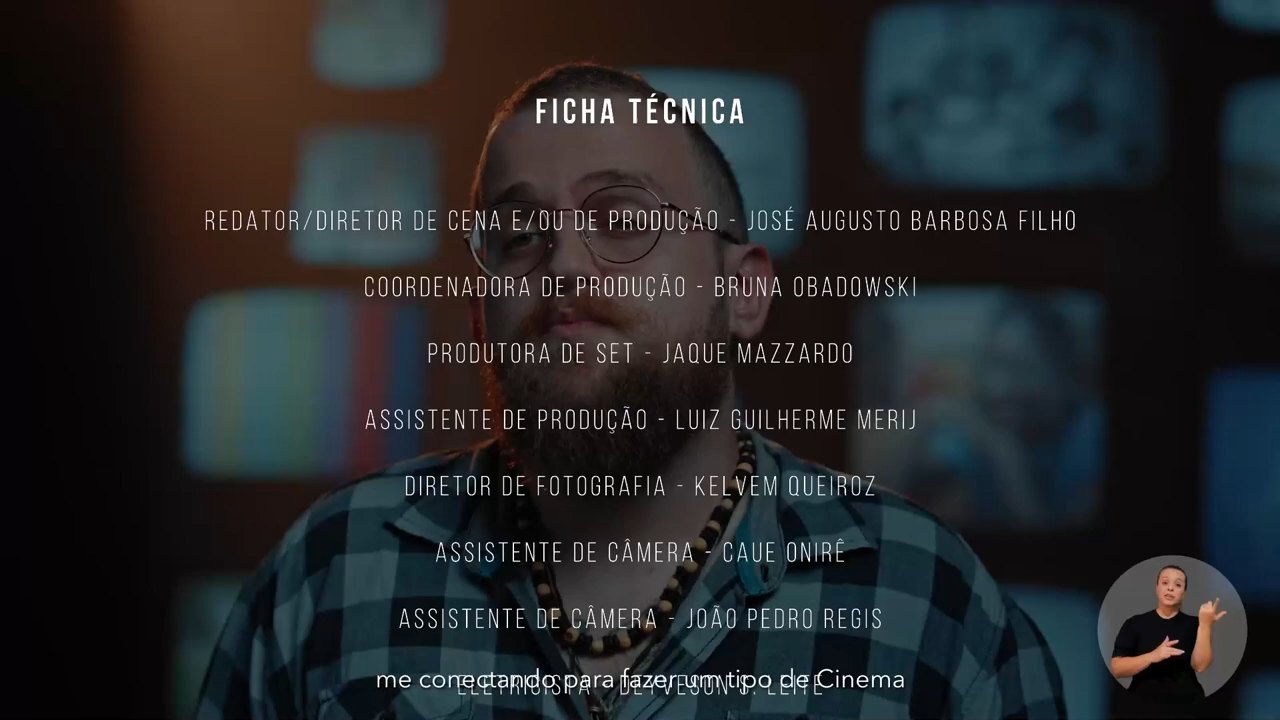 FICHA TÉCNICA
REDATOR/DIRETOR DE CENA E/OU DE PRODUÇÃO - JOSÉ AUGUSTO BARBOSA FILHO
COORDENADORA DE PRODUÇÃO - BRUNA OBADOWSKI
PRODUTORA DE SET - JAQUE MAZZARDO
ASSISTENTE DE PRODUÇÃO - LUIZ GUILHERME MERIJ
DIRETOR DE FOTOGRAFIA - KELVEM QUEIROZ
ASSISTENTE DE CÂMERA - CAUE ONIRÊ
ASSISTENTE DE CÂMERA - JOÃO PEDRO REGIS
me conectando para fazer um tipo de Cinema
ELETRICISTA - S. LEITE